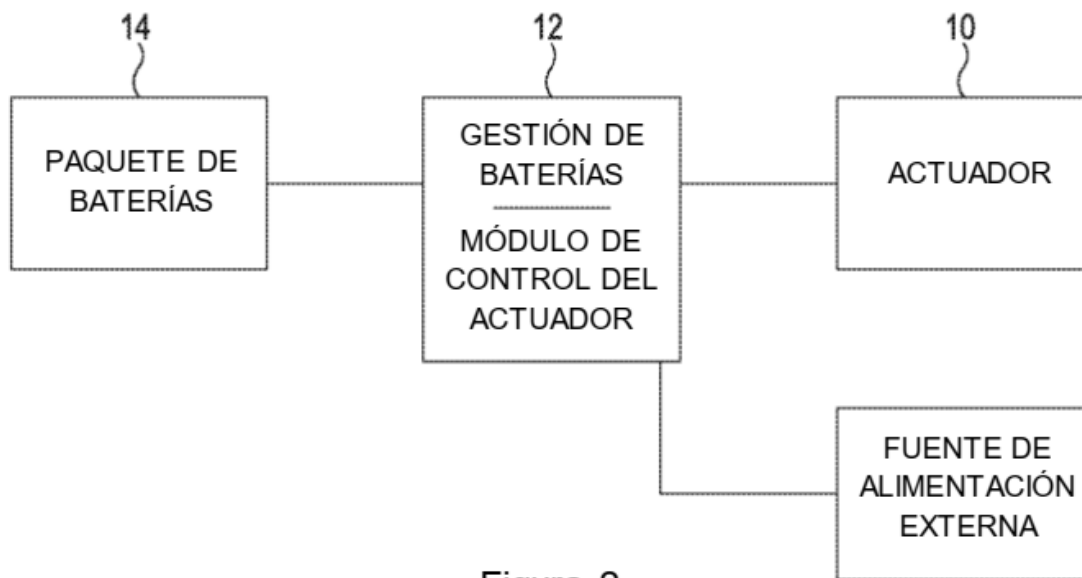 14
12
10
PAQUETE DE
BATERÍAS
GESTIÓN DE
BATERÍAS
MÓDULO DE
CONTROL DEL
ACTUADOR
ACTUADOR
FUENTE DE
ALIMENTACIÓN
EXTERNA
Figura